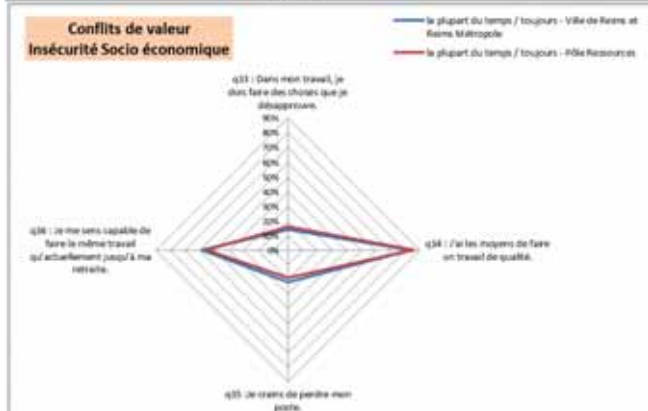 Conflits de valeur
Insécurité Socio économique
la plupart du temps / toujours - Ville de Reims et
Reims Métropole
la plupart du temps / toujours - Pôle Ressources
q33 : Dans mon travail, je
dois faire des choses que je
désapprouve.
90%
80%
70%
60%
50%
40%
30%
20%
10%
0%
q36 : Je me sens capable de
faire le même travail
qu'actuellement jusqu'à ma
retraite.
q34 : J'ai les moyens de faire
un travail de qualité.
q35 :Je crains de perdre mon
poste.